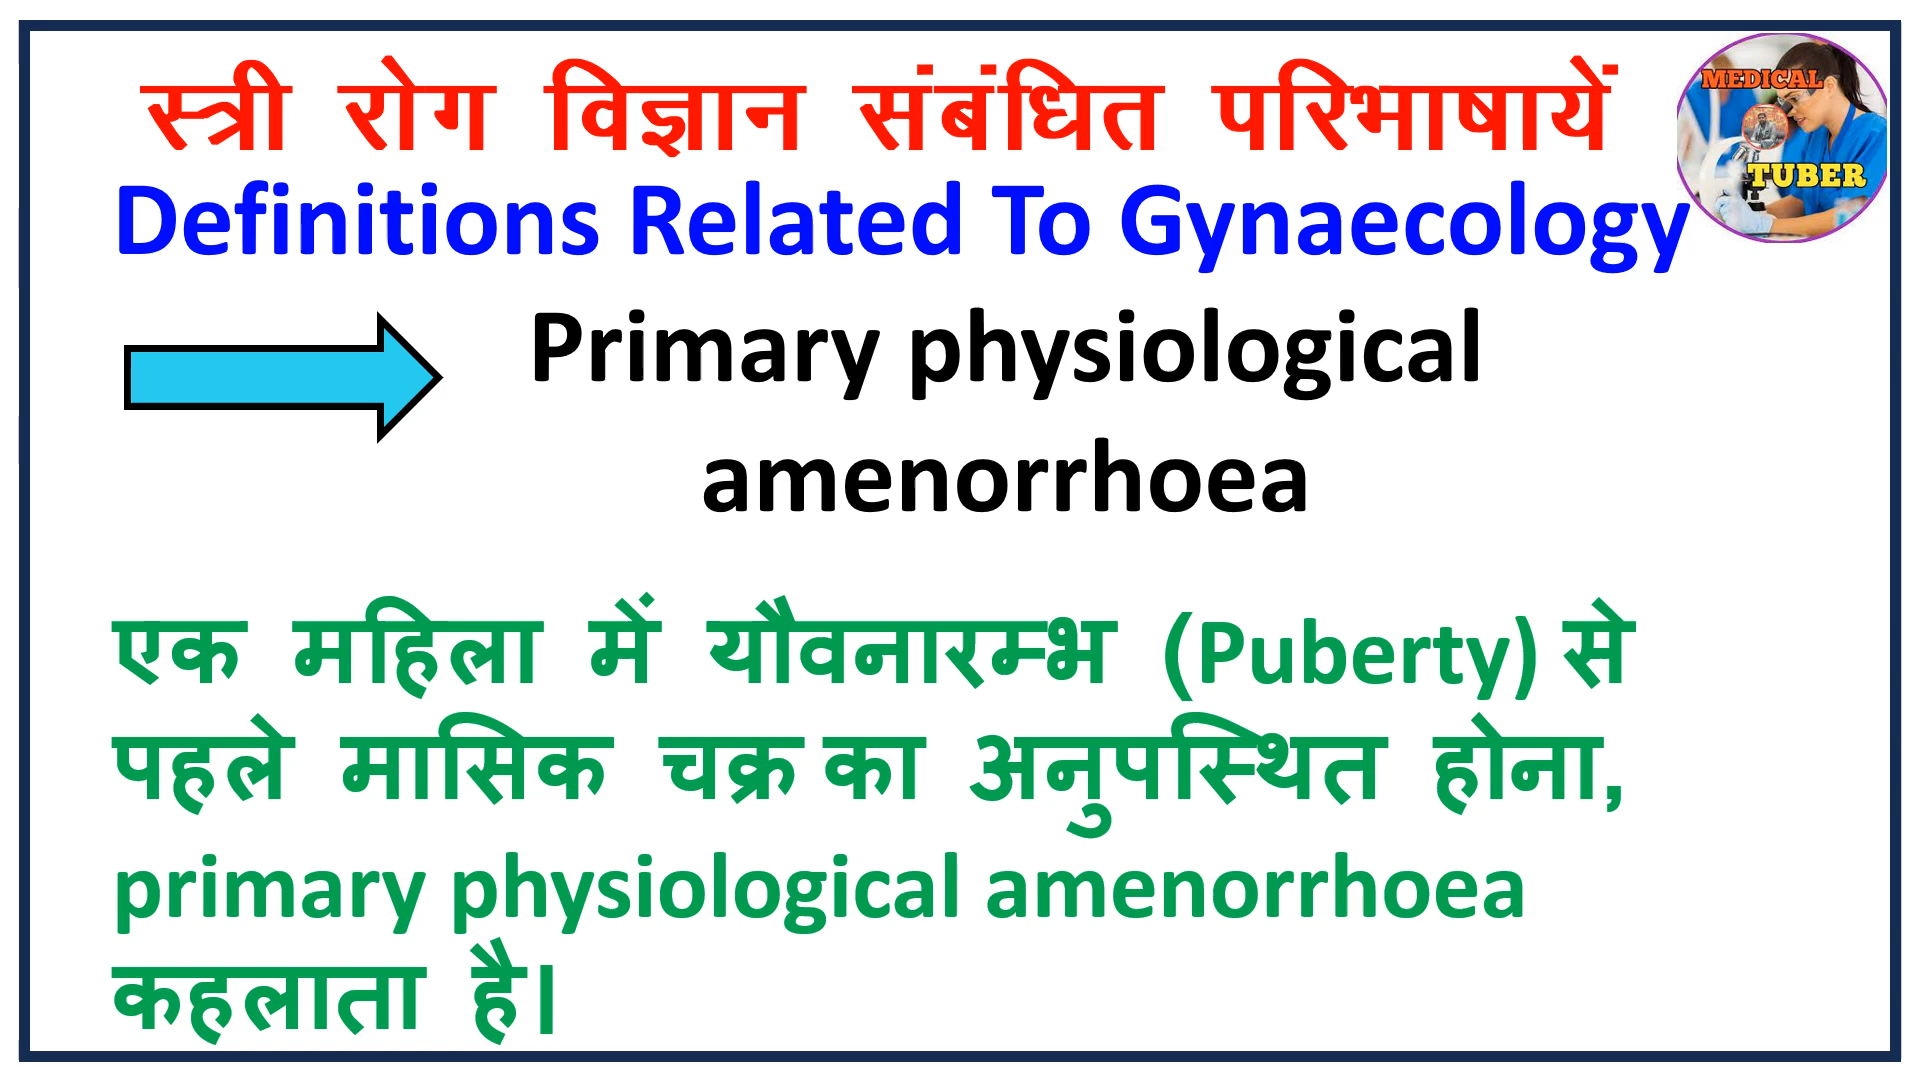 स्त्री रोग विज्ञान संबंधित परिभाषायें
MEDICAL
TUBER
Definitions Related To Gynaecology
Primary physiological
amenorrhoea
एक महिला में यौवनारम्भ (Puberty) से
पहले मासिक चक्र का अनुपस्थित होना,
primary physiological amenorrhoea
कहलाता है।